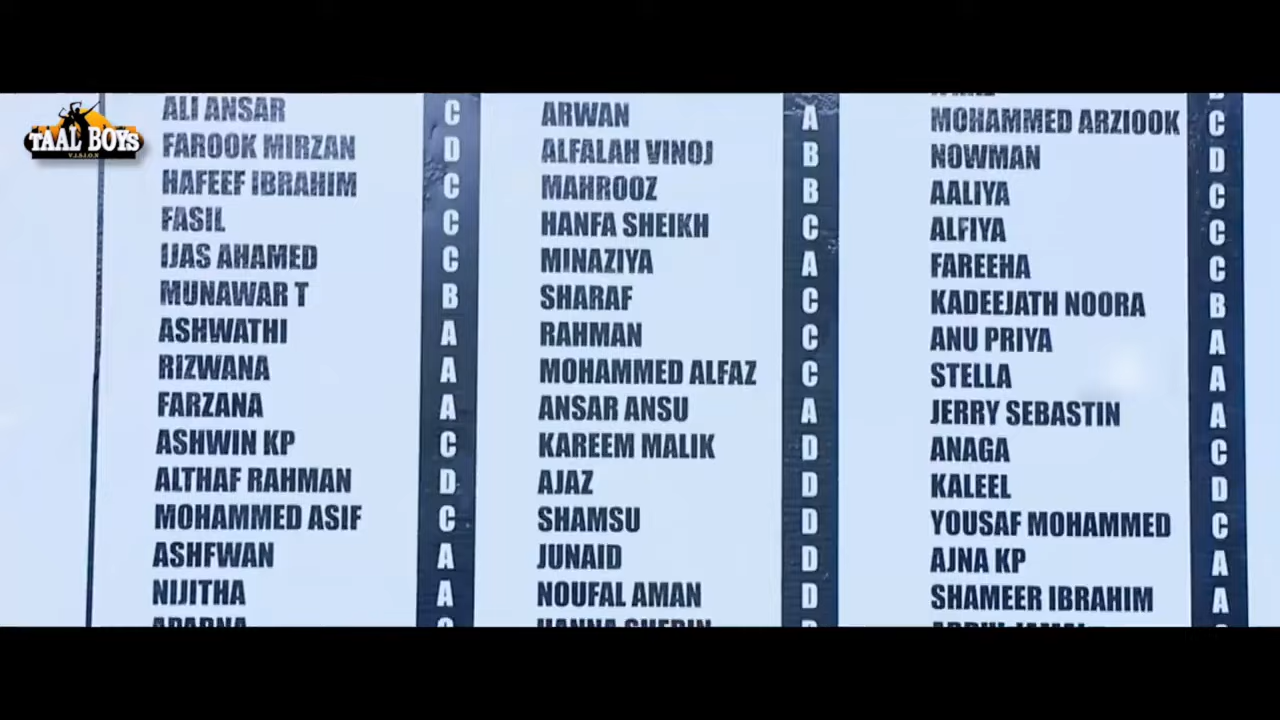 TAAL BOYS
VISION
ALI ANSAR C ARWAN A MOHAMMED ARZIOOK C
FAROOK MIRZAN D ALFALAH VINOJ B NOWMAN D
HAFEEF IBRAHIM C MAHROOZ B AALIYA C
FASIL C HANFA SHEIKH C ALFIYA C
IJAS AHAMED C MINAZIYA A FAREEHA C
MUNAWAR T B SHARAF C KADEEJATH NOORA B
ASHWATHI A RAHMAN C ANU PRIYA A
RIZWANA A MOHAMMED ALFAZ C STELLA A
FARZANA A ANSAR ANSU A JERRY SEBASTIN A
ASHWIN KP C KAREEM MALIK D ANAGA C
ALTHAF RAHMAN D AJAZ D KALEEL D
MOHAMMED ASIF C SHAMSU D YOUSAF MOHAMMED C
ASHFWAN A JUNAID D AJNA KP A
NIJITHA A NOUFAL AMAN D SHAMEER IBRAHIM A